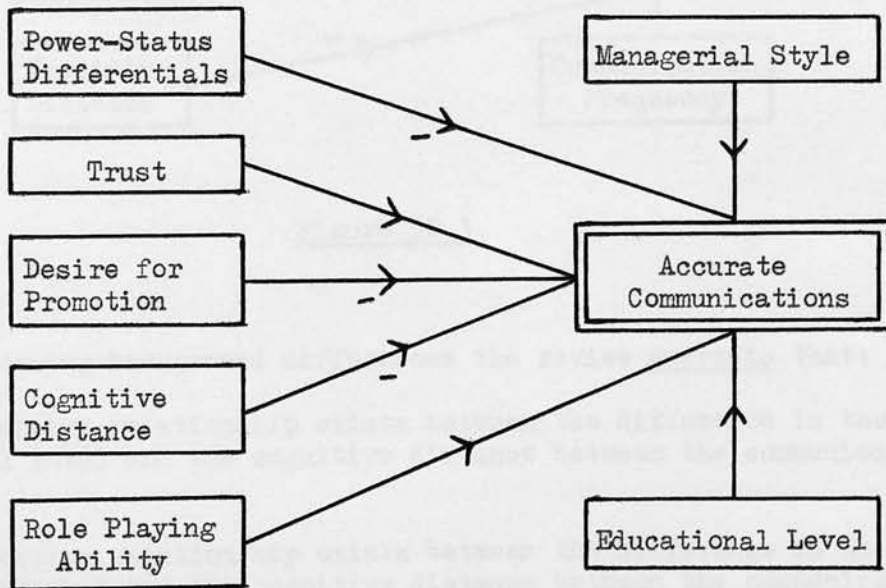 Power-Status
Differentials
Managerial Style
Trust
Desire for
Promotion
Accurate
Communications
Cognitive
Distance
Role Playing
Ability
Educational Level
-
-
-